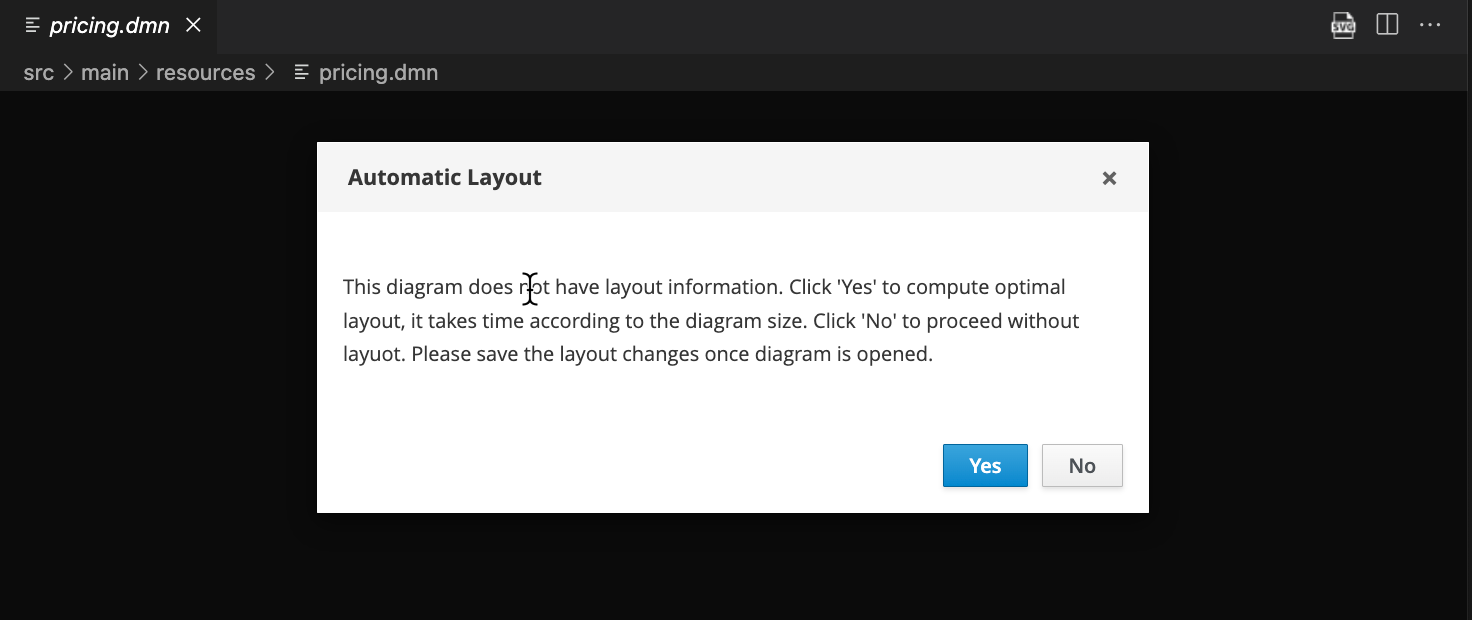 pricing.dmn
SVG
src > main > resources > pricing.dmn
Automatic Layout
This diagram does not have layout information. Click 'Yes' to compute optimal
layout, it takes time according to the diagram size. Click 'No' to proceed without
layuot. Please save the layout changes once diagram is opened.
Yes No